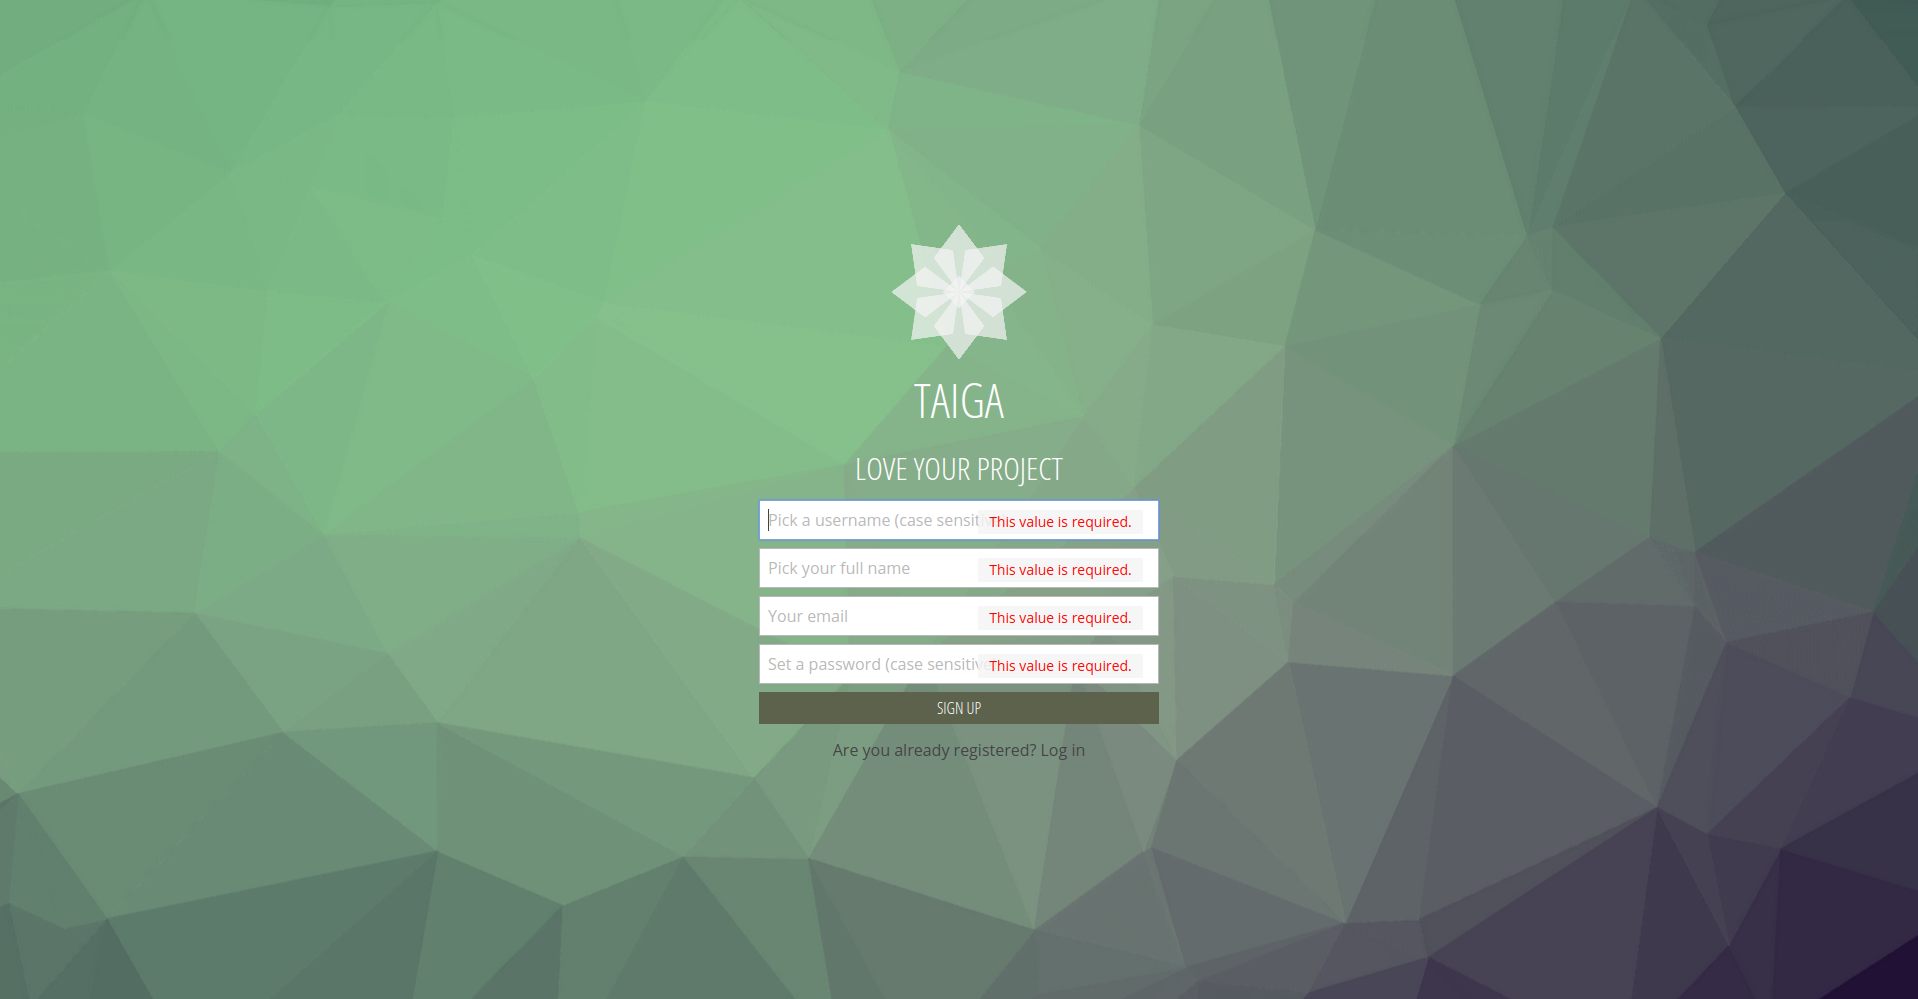 TAIGA
LOVE YOUR PROJECT
Pick a username (case sensit This value is required.
Pick your full name This value is required.
Your email This value is required.
Set a password (case sensitiv This value is required.
SIGN UP
Are you already registered? Log in